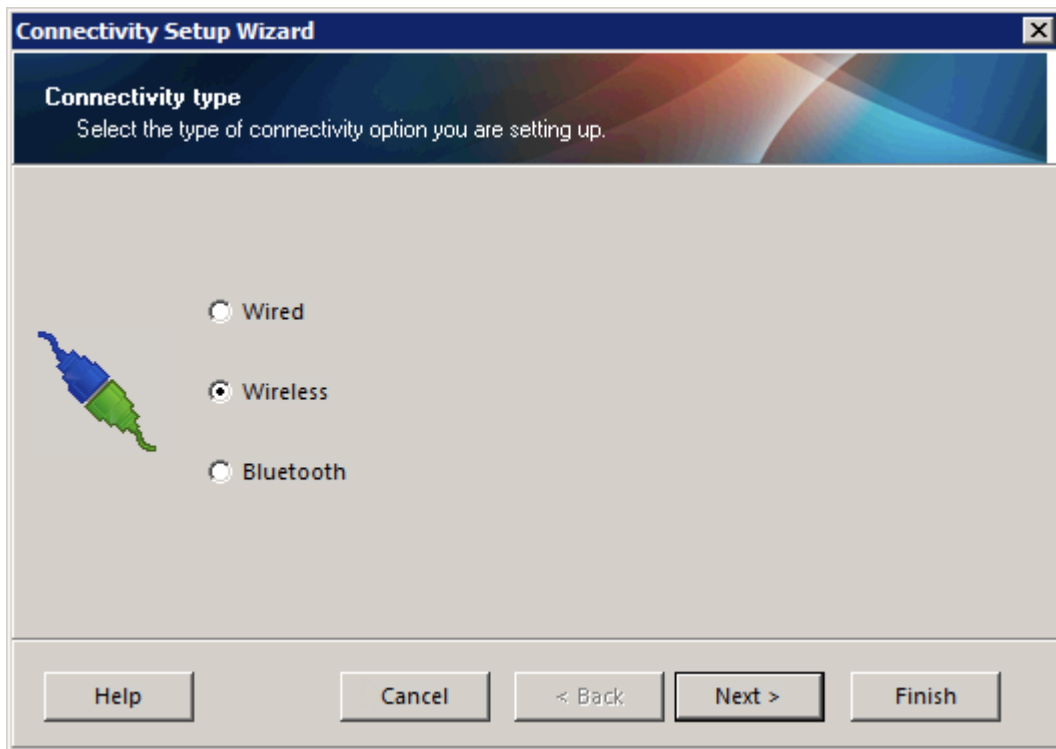 Connectivity Setup Wizard
Connectivity type
Select the type of connectivity option you are setting up.
Wired
Wireless
Bluetooth
Help Cancel < Back Next > Finish